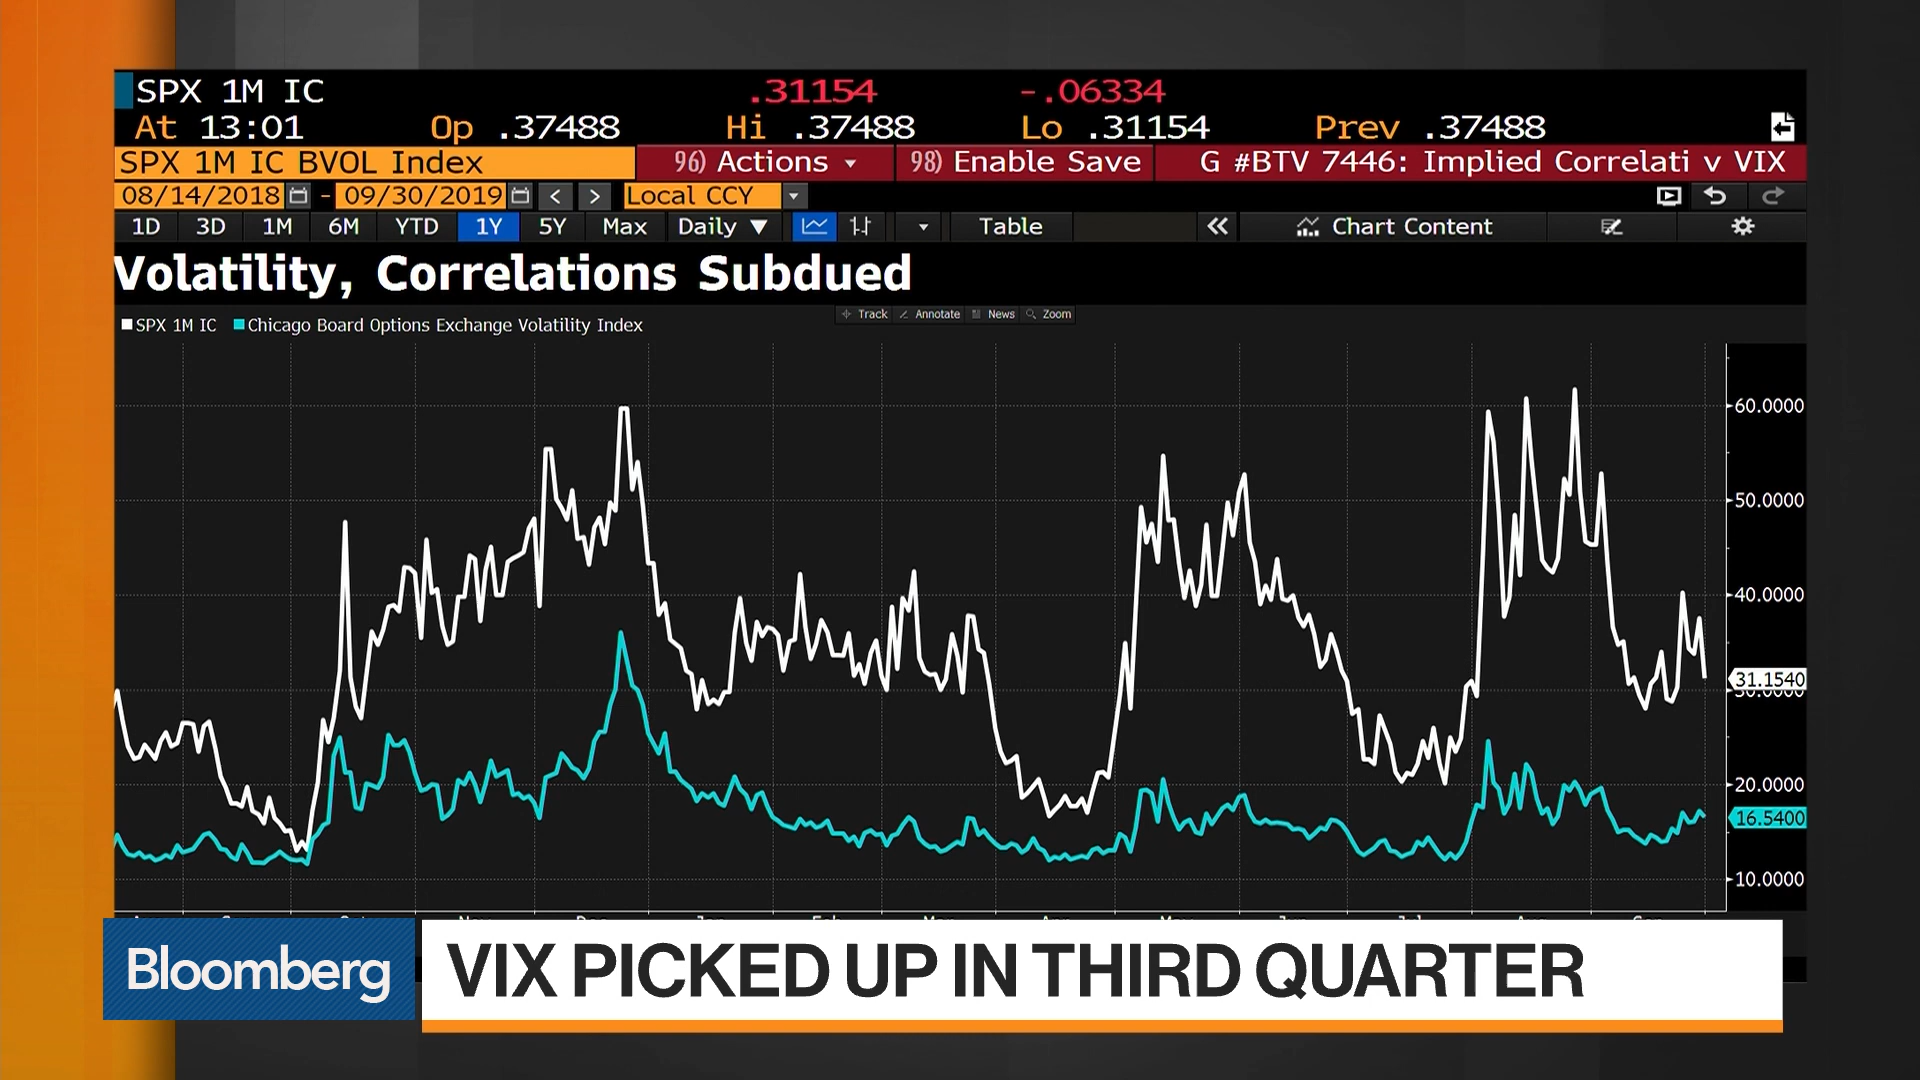 SPX 1M IC .31154 -.06334
At 13:01 Op .37488 Hi .37488 Lo .31154 Prev .37488
SPX 1M IC BVOL Index 96) Actions 98) Enable Save G #BTV 7446: Implied Correlati v VIX
08/14/2018 - 09/30/2019 < > Local CCY
1D 3D 1M 6M YTD 1Y 5Y Max Daily ▼ Table « Chart Content
Volatility, Correlations Subdued
Track Annotate News Zoom
SPX 1M IC Chicago Board Options Exchange Volatility Index
60.0000
50.0000
40.0000
31.1540
30.0000
20.0000
16.5400
10.0000
Bloomberg
VIX PICKED UP IN THIRD QUARTER